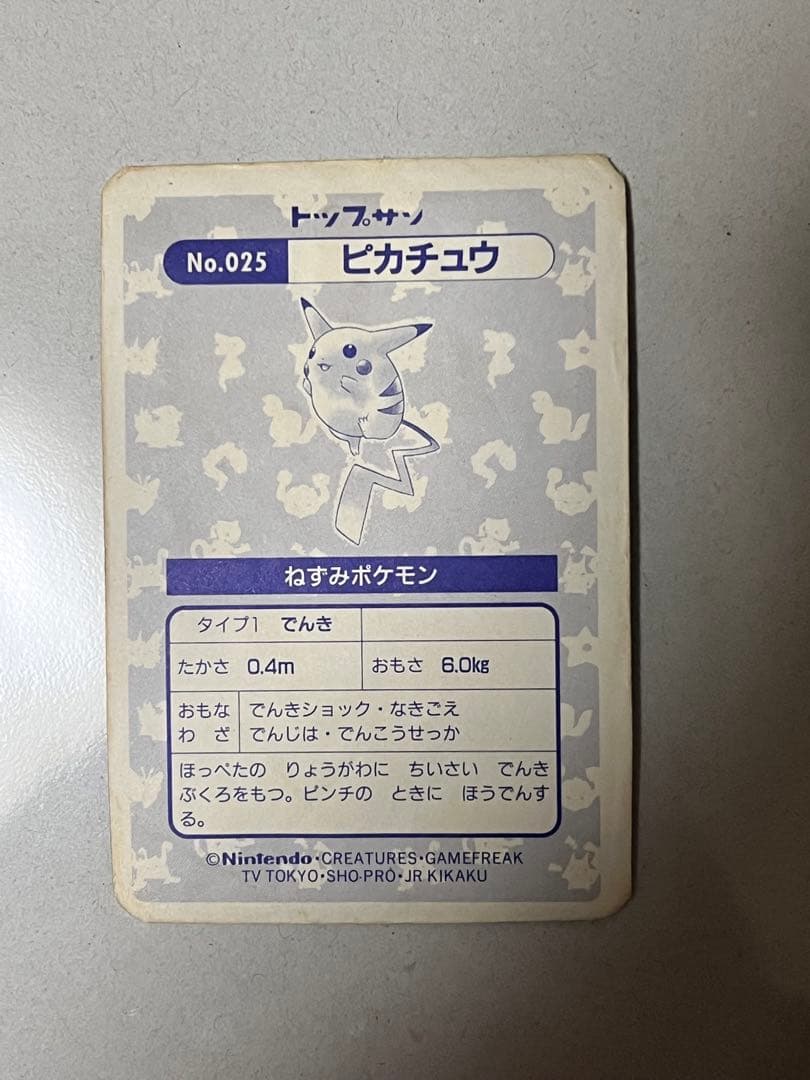 トップサン
No.025 ピカチュウ
ねずみポケモン
タイプ1 でんき
たかさ 0.4m おもさ 6.0kg
おもな でんきショック・なきごえ
わ ざ でんじは・でんこうせっか
ほっぺたの りょうがわに ちいさい でんき
ぶくろをもつ。ピンチの ときに ほうでんす
る。
©Nintendo・CREATURES・GAMEFREAK
TV TOKYO・SHO-PRO・JR KIKAKU